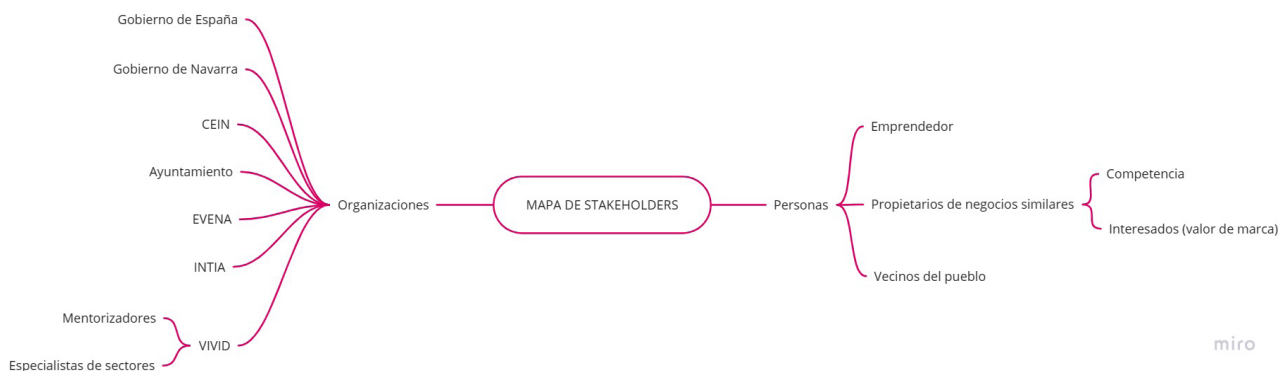 Gobierno de España
Gobierno de Navarra
CEIN
Ayuntamiento
EVENA
INTIA
Mentorizadores
VIVID
Especialistas de sectores
Organizaciones
MAPA DE STAKEHOLDERS
Personas
Emprendedor
Propietarios de negocios similares
Competencia
Interesados (valor de marca)
Vecinos del pueblo
miro